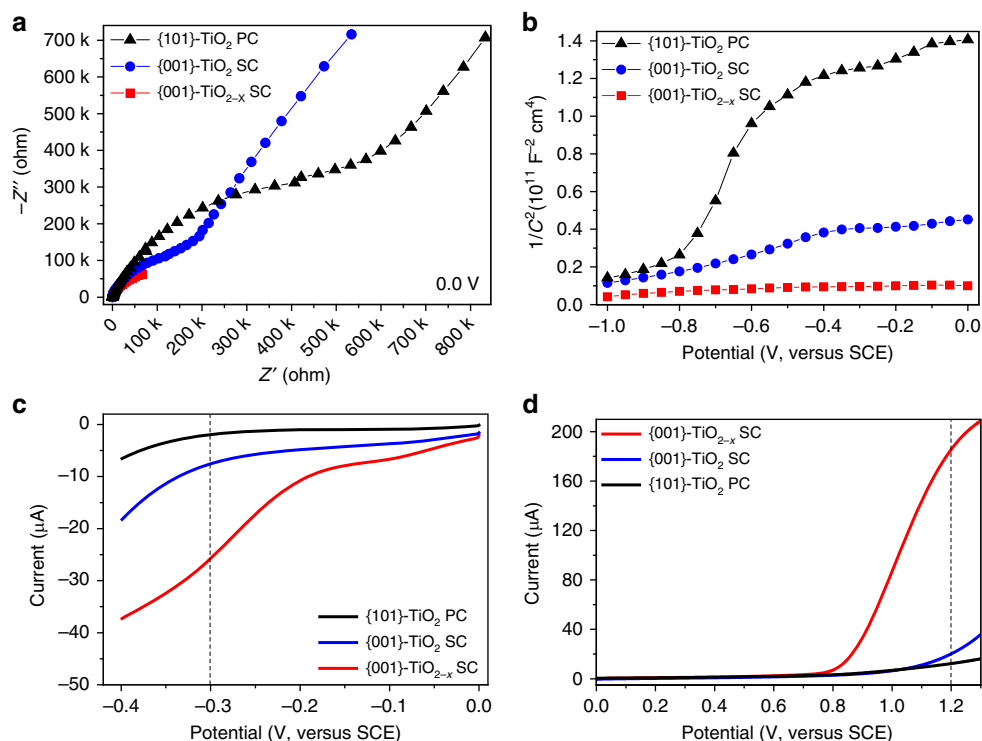 a
700 k
600 k
500 k
400 k
300 k
200 k
100 k
0
−Z″ (ohm)
{101}-TiO2 PC
{001}-TiO2 SC
{001}-TiO2−X SC
0.0 V
0
100 k
200 k
300 k
400 k
500 k
600 k
700 k
800 k
Z′ (ohm)
b
1.4
1.2
1.0
0.8
0.6
0.4
0.2
0.0
1/C2(1011 F−2 cm4)
{101}-TiO2 PC
{001}-TiO2 SC
{001}-TiO2−x SC
−1.0
−0.8
−0.6
−0.4
−0.2
0.0
Potential (V, versus SCE)
c
0
−10
−20
−30
−40
−50
Current (μA)
{101}-TiO2 PC
{001}-TiO2 SC
{001}-TiO2−x SC
−0.4
−0.3
−0.2
−0.1
0.0
Potential (V, versus SCE)
d
200
160
120
80
40
0
Current (μA)
{001}-TiO2−x SC
{001}-TiO2 SC
{101}-TiO2 PC
0.0
0.2
0.4
0.6
0.8
1.0
1.2
Potential (V, versus SCE)